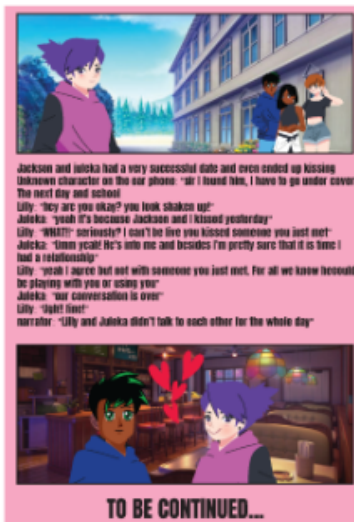 Jackson and juleka had a very successful date and even ended up kissing
Unknown character on the ear phone: "sir I found him, I have to go under cover
The next day and school
Lilly: "hey are you okay? you look shaken up!"
Juleka: "yeah it's because Jackson and I kissed yesterday"
Lilly: "WHAT!!" seriously? I can't be live you kissed someone you just met"
Juleka: "Umm yeah! He's into me and besides I'm pretty sure that it is time I
had a relationship"
Lilly: "yeah I agree but not with someone you just met. For all we know hecould
be playing with you or using you"
Juleka: "our conversation is over"
Lilly: "Ugh! fine!"
narrator: "Lilly and Juleka didn't talk to each other for the whole day"
TO BE CONTINUED...